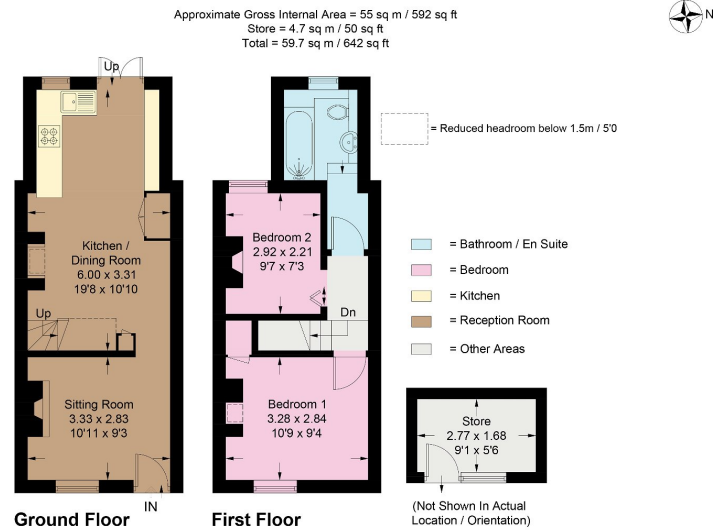 Approximate Gross Internal Area = 55 sq m / 592 sq ft
Store = 4.7 sq m / 50 sq ft
Total = 59.7 sq m / 642 sq ft
N
Up
= Reduced headroom below 1.5m / 5'0
Kitchen /
Dining Room
6.00 x 3.31
19'8 x 10'10
Up
Sitting Room
3.33 x 2.83
10'11 x 9'3
IN
Ground Floor
Bedroom 2
2.92 x 2.21
9'7 x 7'3
Dn
Bedroom 1
3.28 x 2.84
10'9 x 9'4
First Floor
= Bathroom / En Suite
= Bedroom
= Kitchen
= Reception Room
= Other Areas
Store
2.77 x 1.68
9'1 x 5'6
(Not Shown In Actual
Location / Orientation)